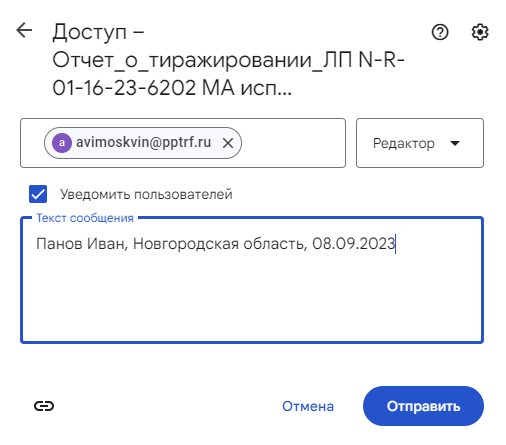 Доступ –
Отчет_о_тиражировании_ЛП N-R-
01-16-23-6202 МА исп...
a avimoskvin@pptrf.ru
Редактор
Уведомить пользователей
Текст сообщения
Панов Иван, Новгородская область, 08.09.2023
Отмена
Отправить